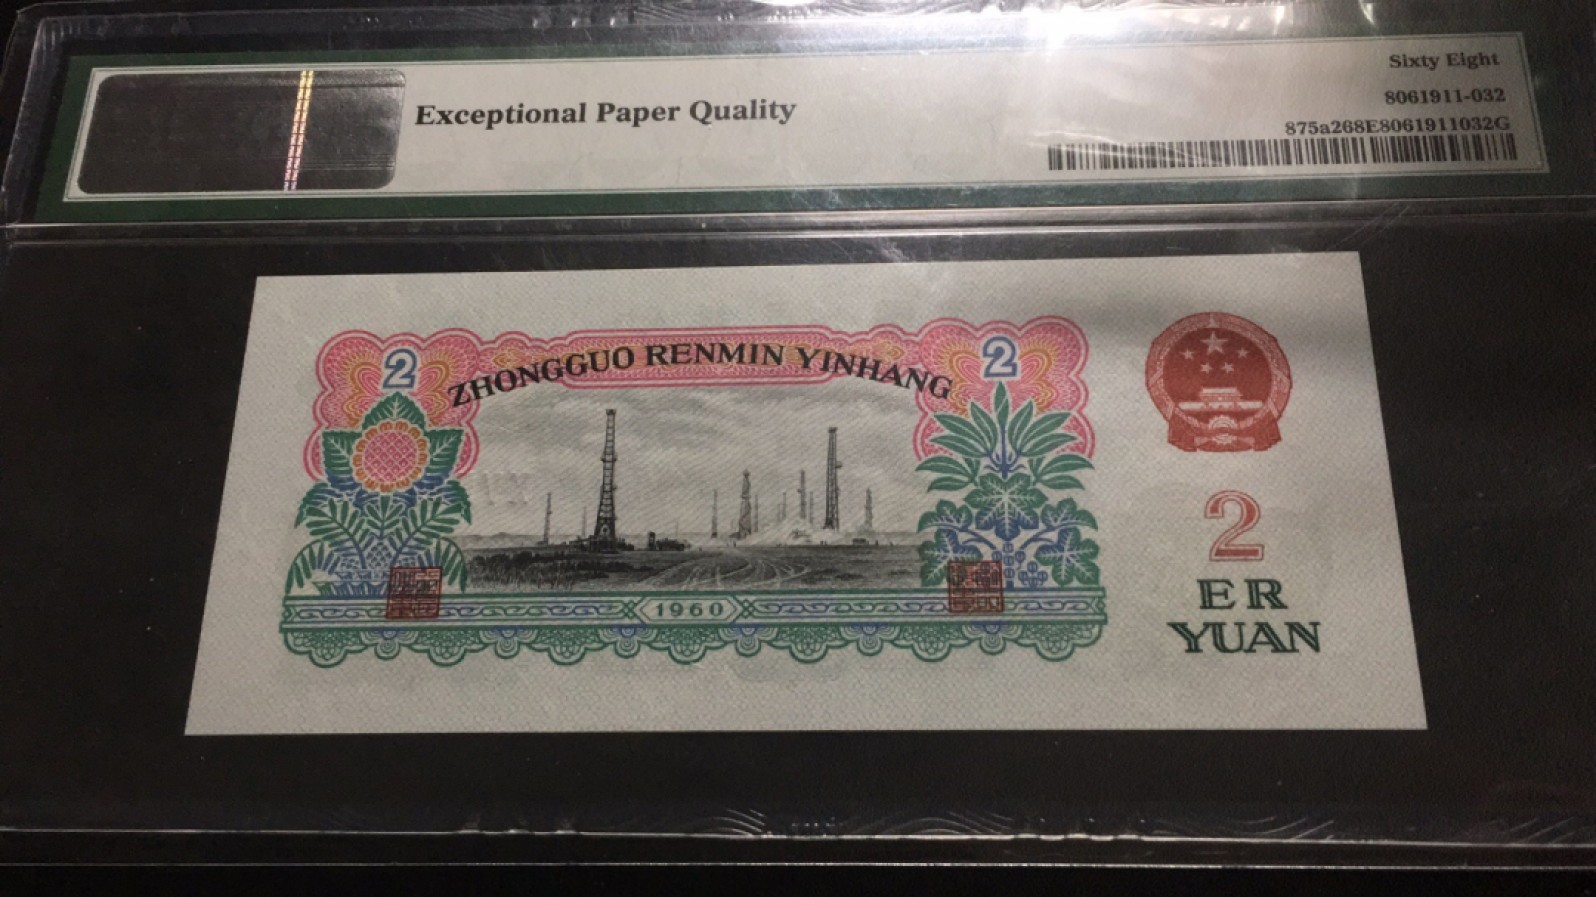 Exceptional Paper Quality
Sixty Eight
8061911-032
875a268E8061911032G
2
ZHONGGUO RENMIN YINHANG
2
1960
2
ER
YUAN